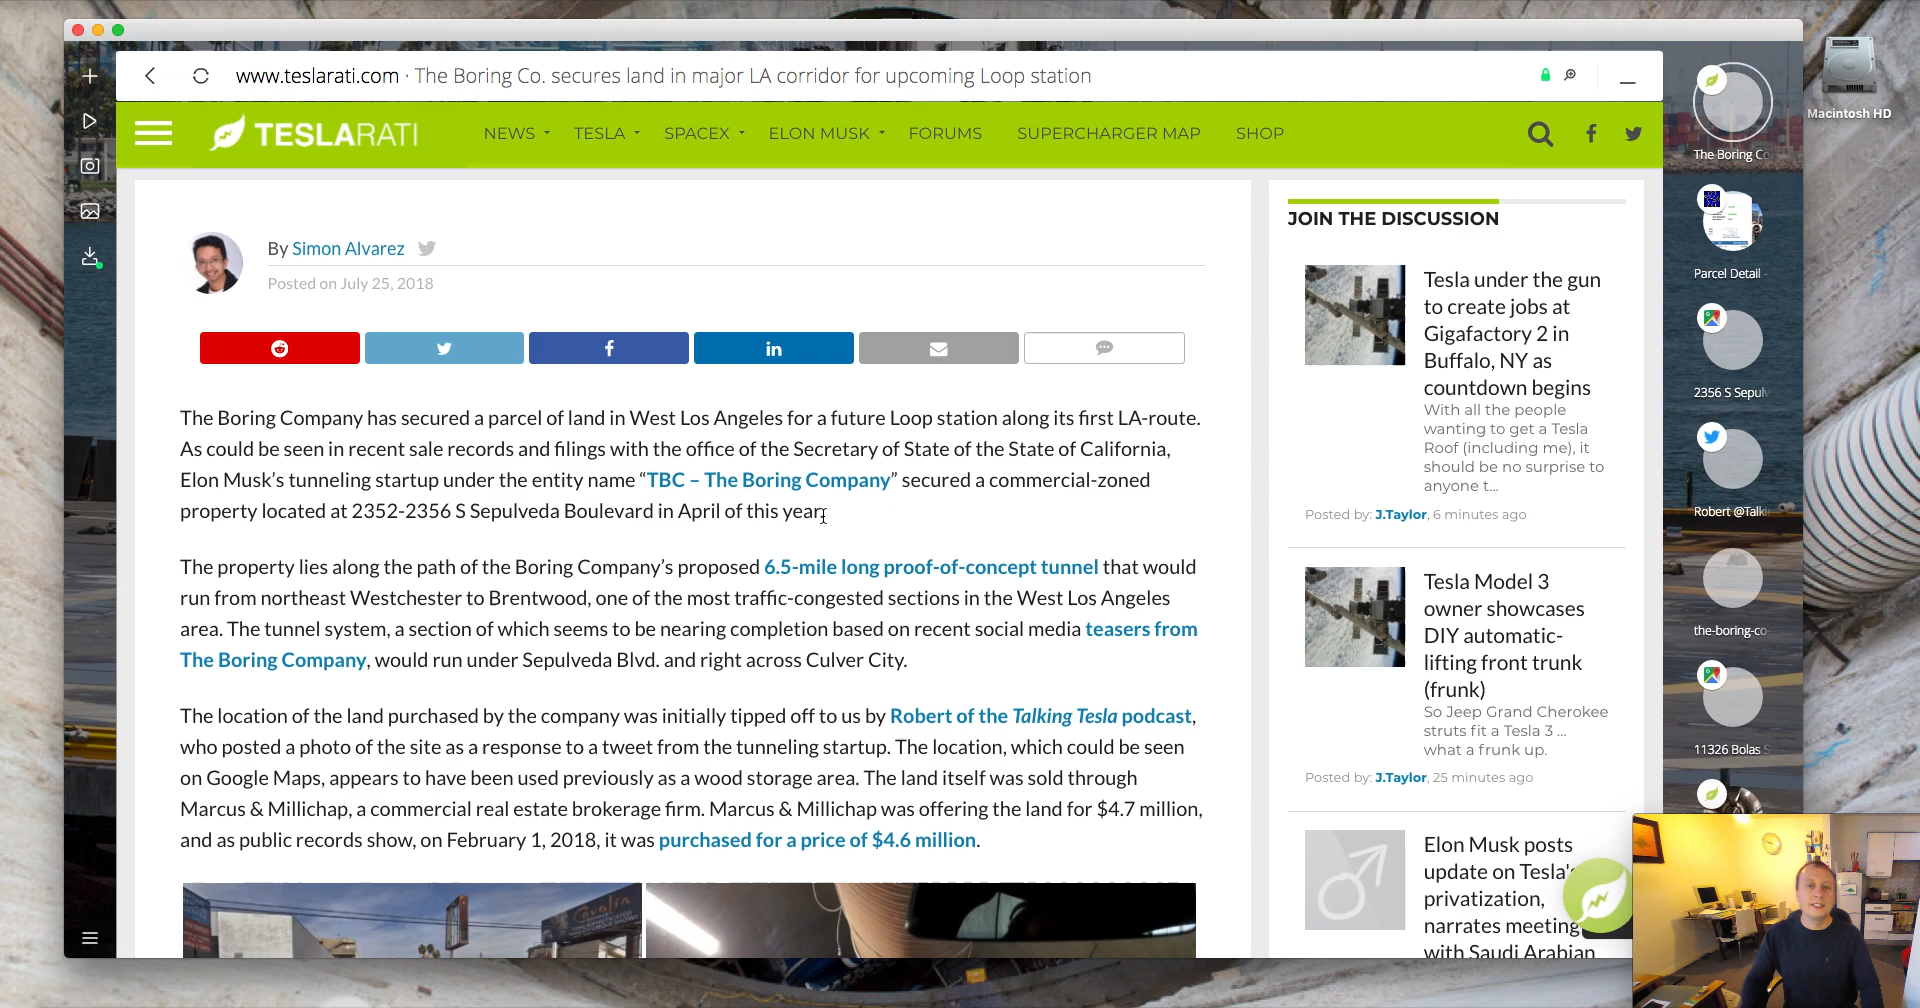 www.teslarati.com · The Boring Co. secures land in major LA corridor for upcoming Loop station
TESLARATI
NEWS
TESLA
SPACEX
ELON MUSK
FORUMS
SUPERCHARGER MAP
SHOP
By Simon Alvarez
Posted on July 25, 2018
The Boring Company has secured a parcel of land in West Los Angeles for a future Loop station along its first LA-route.
As could be seen in recent sale records and filings with the office of the Secretary of State of the State of California,
Elon Musk's tunneling startup under the entity name “TBC – The Boring Company” secured a commercial-zoned
property located at 2352-2356 S Sepulveda Boulevard in April of this year.
The property lies along the path of the Boring Company's proposed 6.5-mile long proof-of-concept tunnel that would
run from northeast Westchester to Brentwood, one of the most traffic-congested sections in the West Los Angeles
area. The tunnel system, a section of which seems to be nearing completion based on recent social media teasers from
The Boring Company, would run under Sepulveda Blvd. and right across Culver City.
The location of the land purchased by the company was initially tipped off to us by Robert of the Talking Tesla podcast,
who posted a photo of the site as a response to a tweet from the tunneling startup. The location, which could be seen
on Google Maps, appears to have been used previously as a wood storage area. The land itself was sold through
Marcus & Millichap, a commercial real estate brokerage firm. Marcus & Millichap was offering the land for $4.7 million,
and as public records show, on February 1, 2018, it was purchased for a price of $4.6 million.
Cavalia
JOIN THE DISCUSSION
Tesla under the gun
to create jobs at
Gigafactory 2 in
Buffalo, NY as
countdown begins
With all the people
wanting to get a Tesla
Roof (including me), it
should be no surprise to
anyone t...
Posted by: J.Taylor, 6 minutes ago
Tesla Model 3
owner showcases
DIY automatic-
lifting front trunk
(frunk)
So Jeep Grand Cherokee
struts fit a Tesla 3 ...
what a frunk up.
Posted by: J.Taylor, 25 minutes ago
Elon Musk posts
update on Tesla's
privatization,
narrates meeting
with Saudi Arabian
The Boring Co
Parcel Detail -
2356 S Sepulv
Robert @Talki
the-boring-co
11326 Bolas S
Macintosh HD